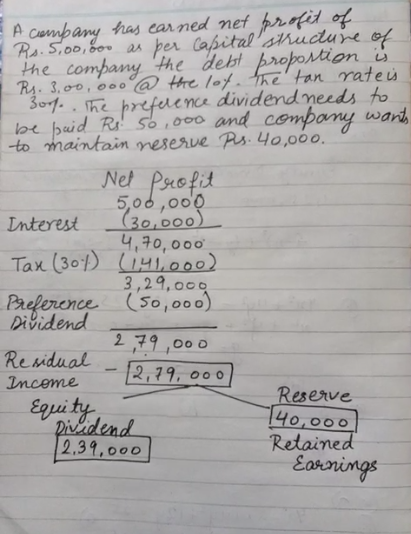 A company has earned net profit of
Rs. 5,00,000 as per Capital structure of
the company the debt propostion is
Rs. 3,00,000 @ the 10%. The tan rate is
30%. The preference dividend needs to
be paid Rs. 50,000 and company wants
to maintain reserve Rs. 40,000.
Net Profit
5,00,000
Interest (30,000)
4,70,000
Tax (30%) (1,41,000)
3,29,000
Preference (50,000)
Dividend
2,79,000
Residual
Income – 2,79,000
Equity
Dividend
2,39,000
Reserve
40,000
Retained
Earnings